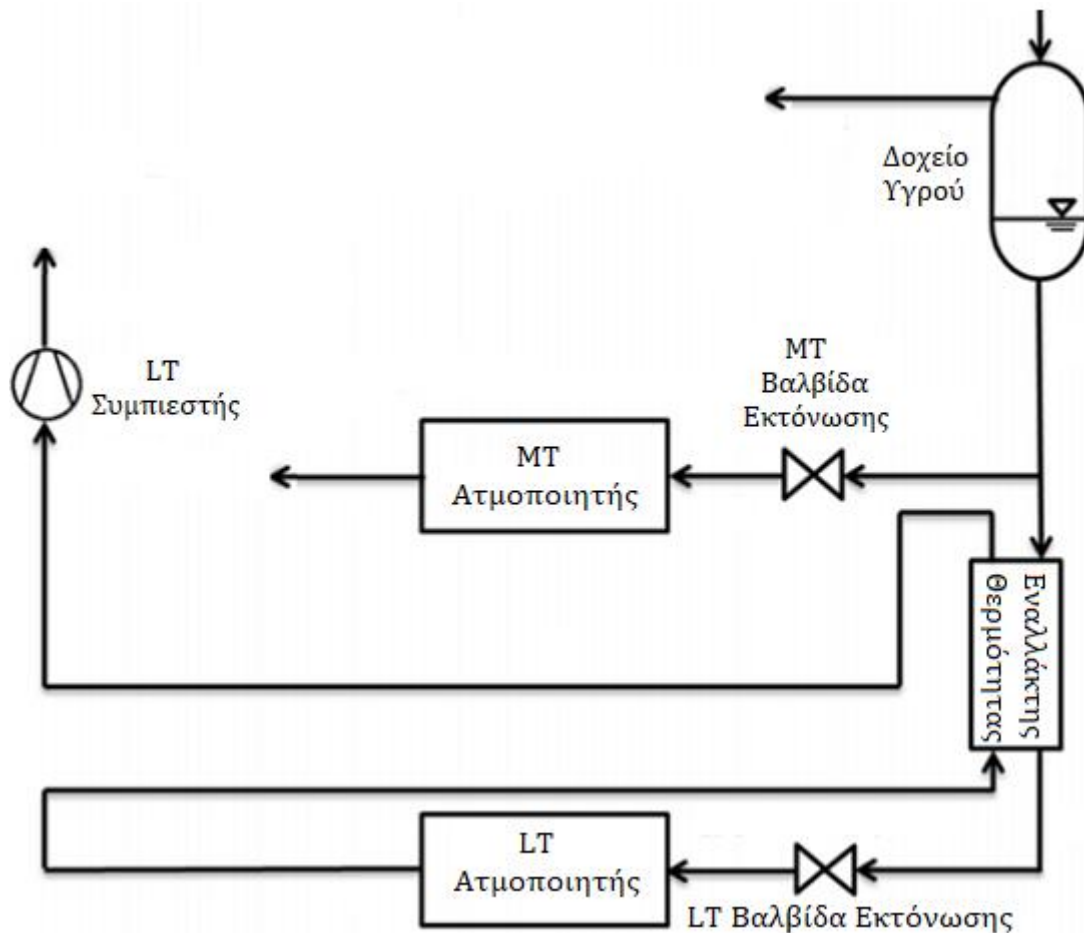 Δοχείο
Υγρού
LT
Συμπιεστής
MT
Βαλβίδα
Εκτόνωσης
MT
Ατμοποιητής
Εναλλάκτης
Θερμότητας
LT
Ατμοποιητής
LT Βαλβίδα Εκτόνωσης